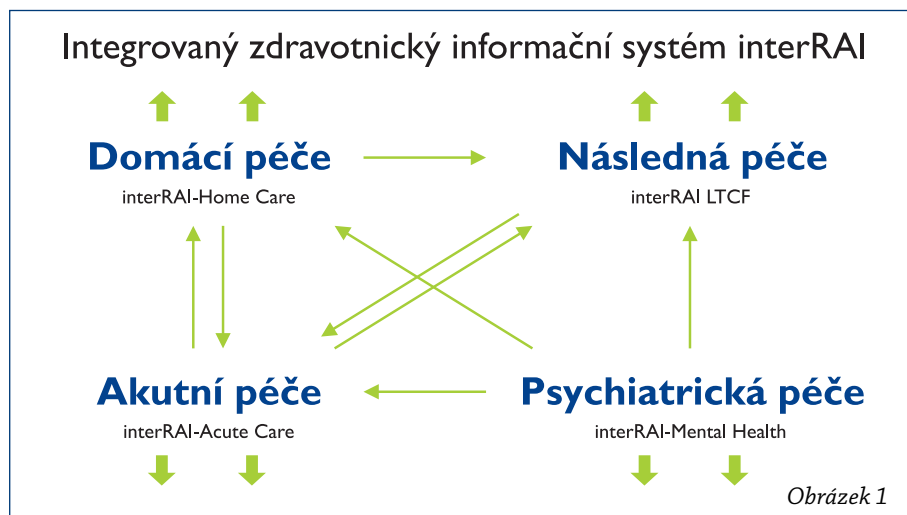 Integrovaný zdravotnický informační systém interRAI
Domácí péče
interRAI-Home Care
Následná péče
interRAI LTCF
Akutní péče
interRAI-Acute Care
Psychiatrická péče
interRAI-Mental Health
Obrázek 1